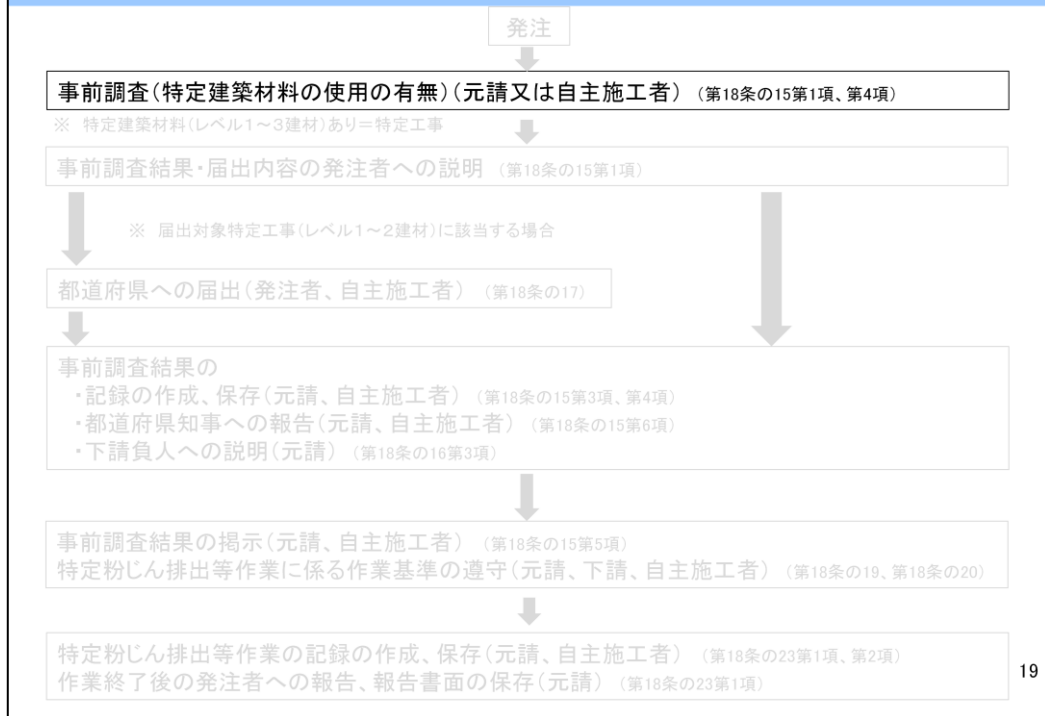 発注
事前調査(特定建築材料の使用の有無)(元請又は自主施工者) (第18条の15第1項、第4項)
※ 特定建築材料(レベル1~3建材)あり=特定工事
事前調査結果・届出内容の発注者への説明 (第18条の15第1項)
※ 届出対象特定工事(レベル1~2建材)に該当する場合
都道府県への届出(発注者、自主施工者) (第18条の17)
事前調査結果の
・記録の作成、保存(元請、自主施工者) (第18条の15第3項、第4項)
・都道府県知事への報告(元請、自主施工者) (第18条の15第6項)
・下請負人への説明(元請) (第18条の16第3項)
事前調査結果の掲示(元請、自主施工者) (第18条の15第5項)
特定粉じん排出等作業に係る作業基準の遵守(元請、下請、自主施工者) (第18条の19、第18条の20)
特定粉じん排出等作業の記録の作成、保存(元請、自主施工者) (第18条の23第1項、第2項)
作業終了後の発注者への報告、報告書面の保存(元請) (第18条の23第1項)
19